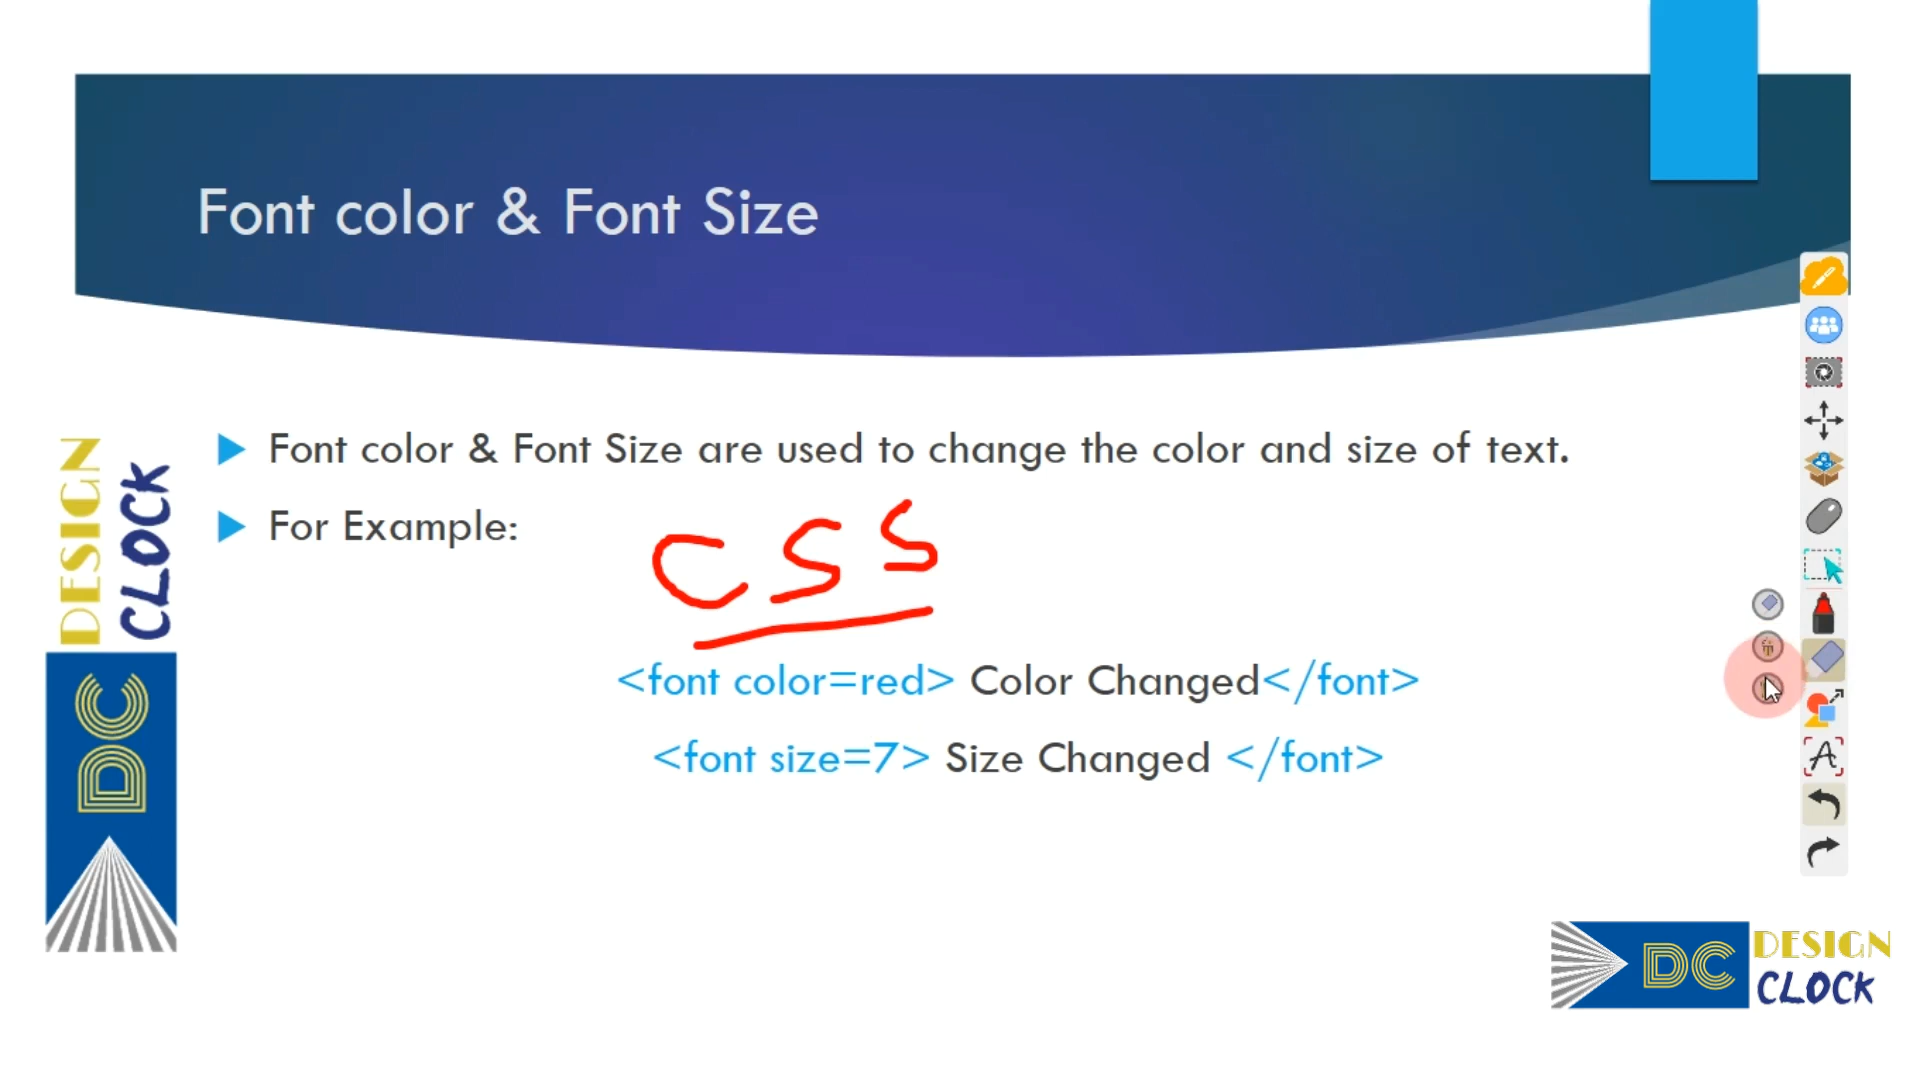 Font color & Font Size
Font color & Font Size are used to change the color and size of text.
For Example:
CSS
<font color=red> Color Changed</font>
<font size=7> Size Changed </font>
DESIGN
CLOCK
DC
DC
DESIGN
CLOCK
A